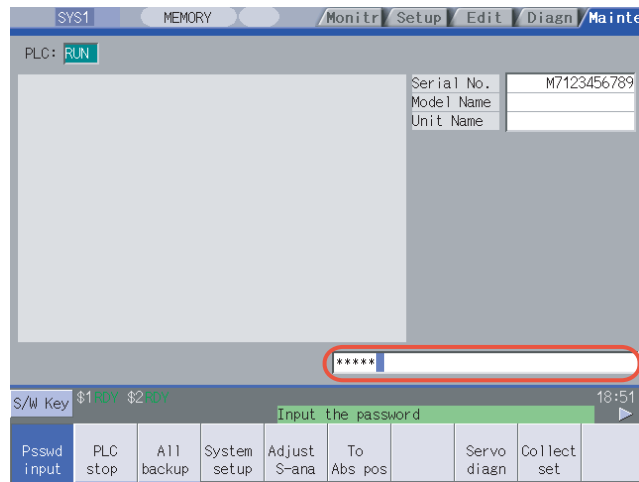 SYS1 MEMORY Monitr Setup Edit Diagn Mainte
PLC: RUN
Serial No. M7123456789
Model Name
Unit Name
*****
S/W Key $1 RDY $2 RDY 18:51
Input the password
Psswd input
PLC stop
All backup
System setup
Adjust S-ana
To Abs pos
Servo diagn
Collect set